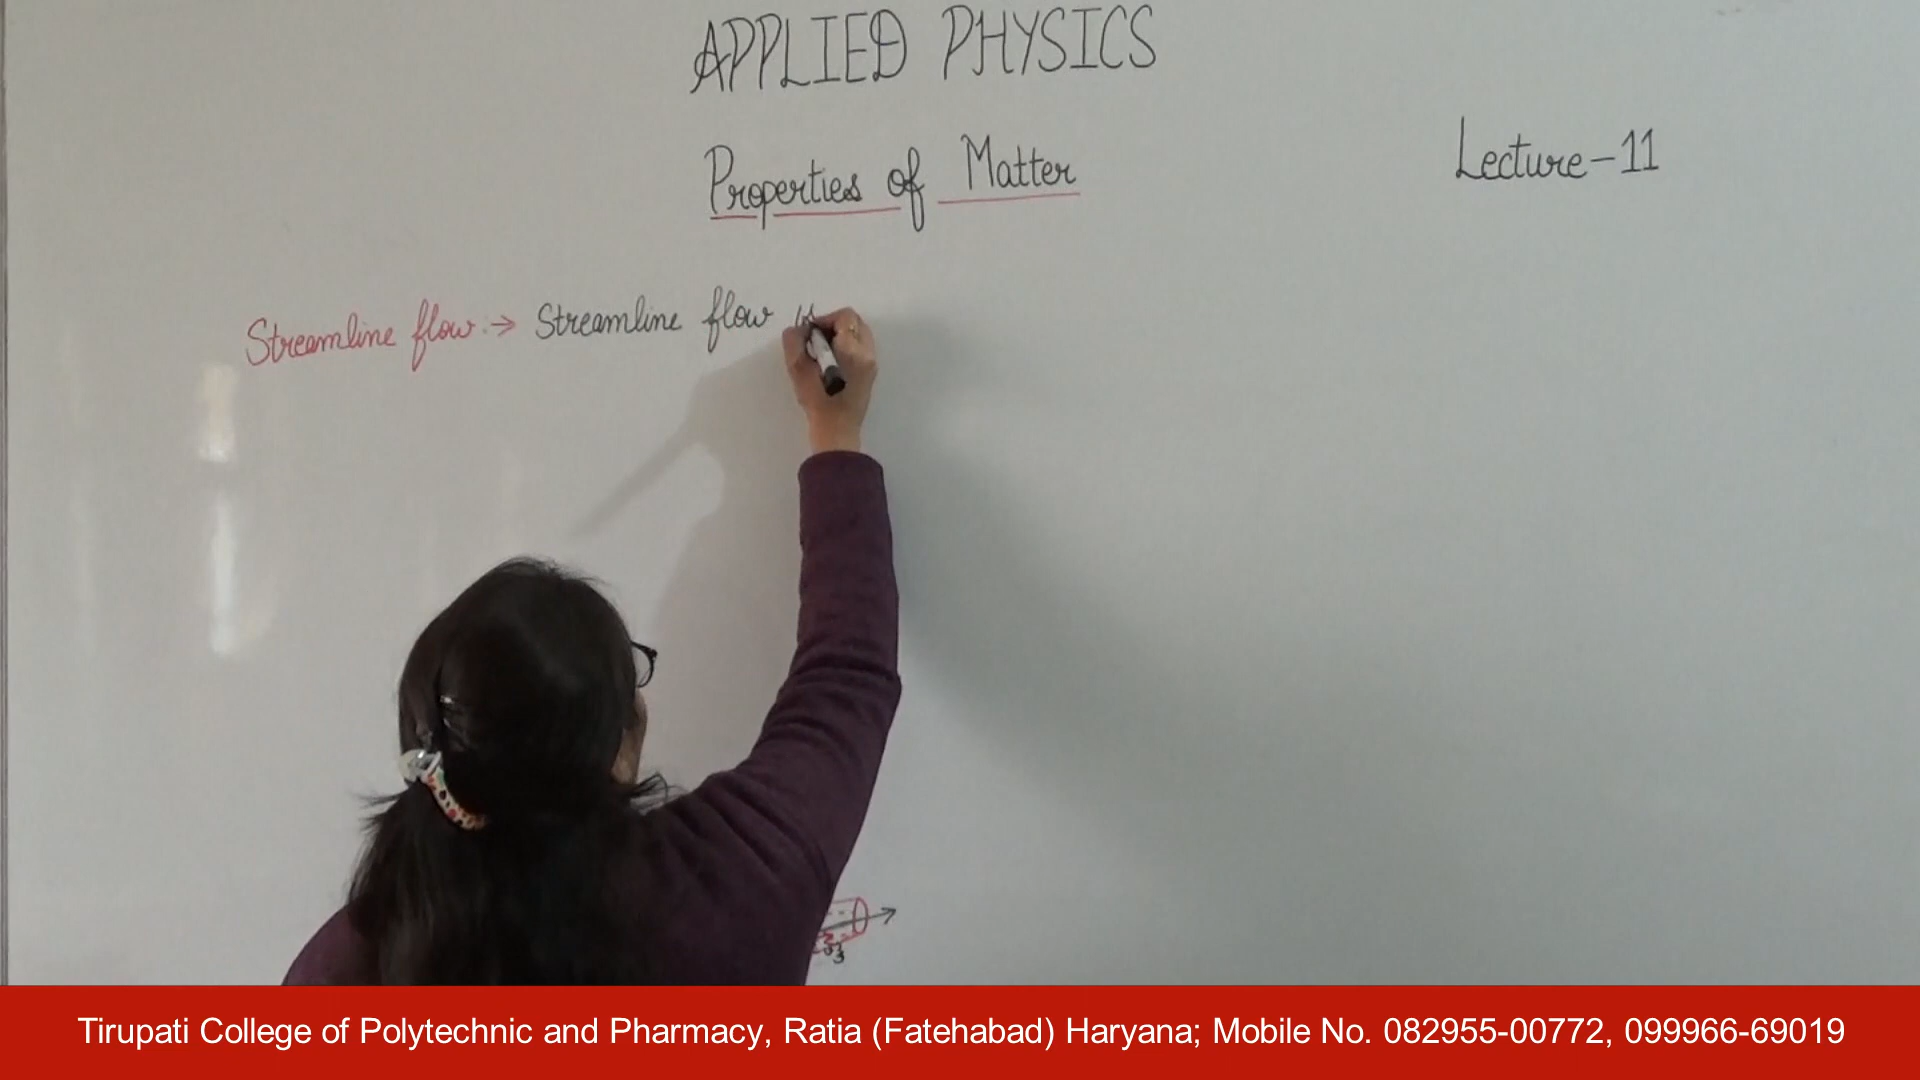 APPLIED PHYSICS
Properties of Matter
Lecture-11
Streamline flow :→ Streamline flow is
Tirupati College of Polytechnic and Pharmacy, Ratia (Fatehabad) Haryana; Mobile No. 082955-00772, 099966-69019